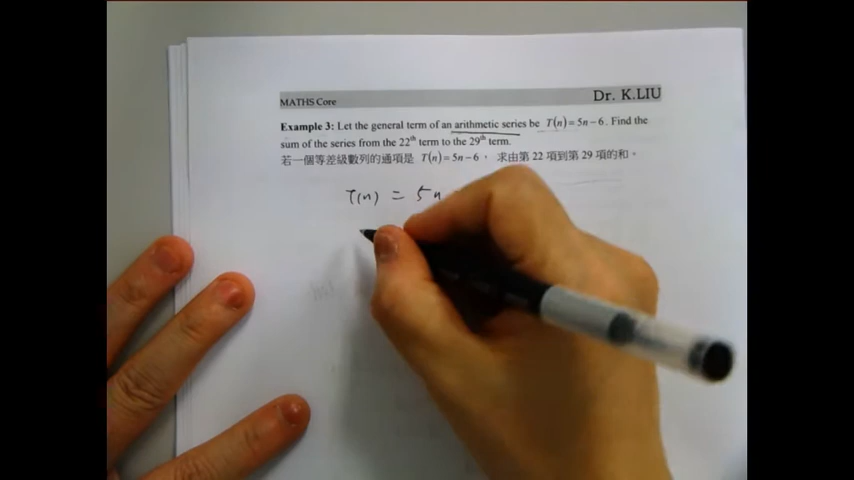 MATHS Core
Dr. K.LIU
Example 3: Let the general term of an arithmetic series be T(n)=5n−6. Find the
sum of the series from the 22th term to the 29th term.
若一個等差級數列的通項是 T(n)=5n−6， 求由第 22 項到第 29 項的和。
T(n) = 5n